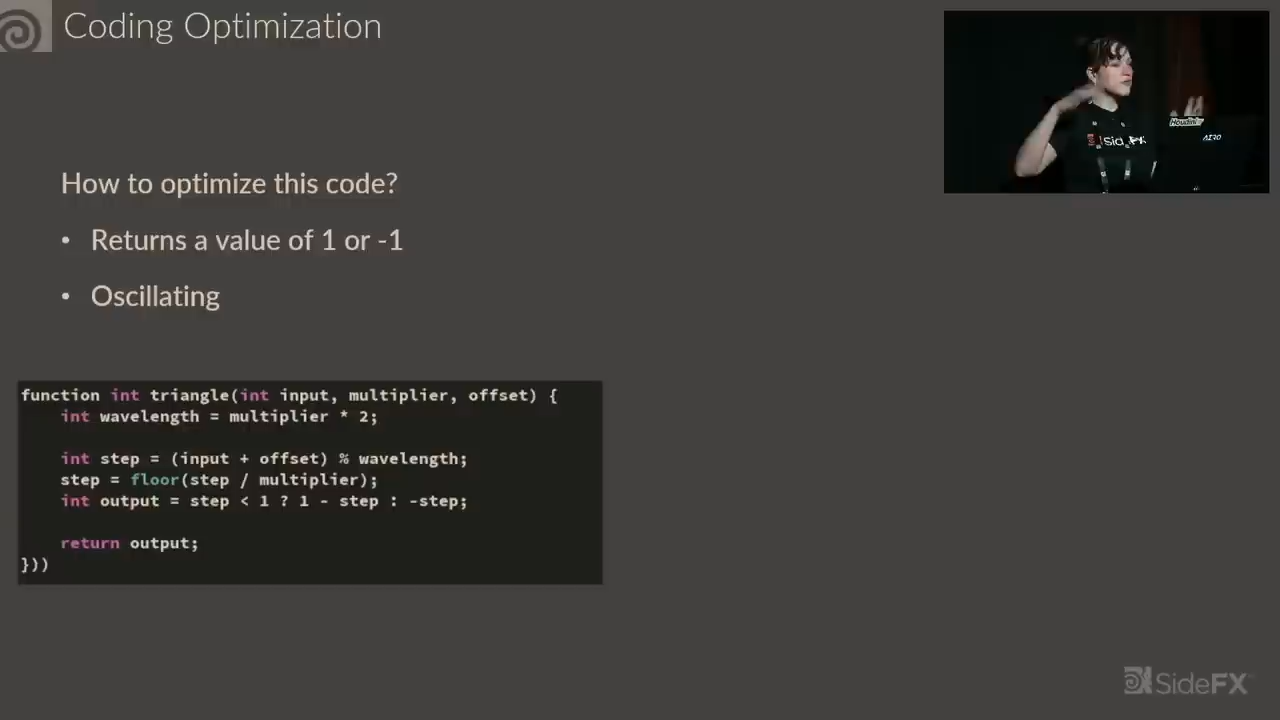 Coding Optimization
Houdini
SideFX
How to optimize this code?
• Returns a value of 1 or -1
• Oscillating
function int triangle(int input, multiplier, offset) {
    int wavelength = multiplier * 2;
    int step = (input + offset) % wavelength;
    step = floor(step / multiplier);
    int output = step < 1 ? 1 - step : -step;
    return output;
}))
SideFX